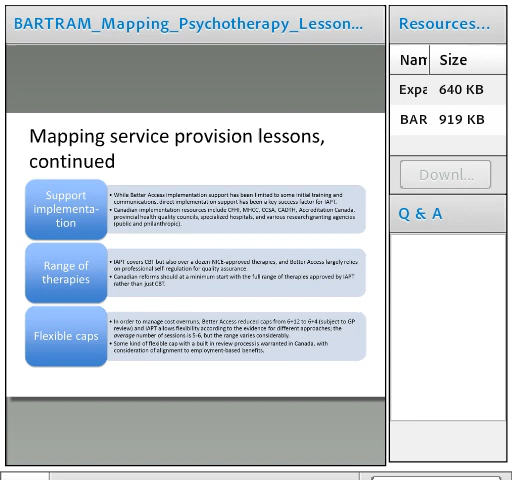 BARTRAM_Mapping_Psychotherapy_Lesson...
Mapping service provision lessons,
continued
Support
implementa-
tion
• While Better Access implementation support has been limited to some initial training and
communications, direct implementation support has been a key success factor for IAPT.
• Canadian implementation resources include CFHI, MHCC, CCSA, CADTH, Accreditation Canada,
provincial health quality councils, specialized hospitals, and various research granting agencies
(public and philanthropic).
Range of
therapies
• IAPT covers CBT but also over a dozen NICE-approved therapies, and Better Access largely relies
on professional self-regulation for quality assurance.
• Canadian reforms should at a minimum start with the full range of therapies approved by IAPT
rather than just CBT.
Flexible caps
• In order to manage cost overruns, Better Access reduced caps from 6+12 to 6+4 (subject to GP
review) and IAPT allows flexibility according to the evidence for different approaches; the
average number of sessions is 5-6, but the range varies considerably.
• Some kind of flexible cap with a built in review process is warranted in Canada, with
consideration of alignment to employment-based benefits.
Resources...
Nan Size
Expa 640 KB
BAR 919 KB
Downl...
Q & A